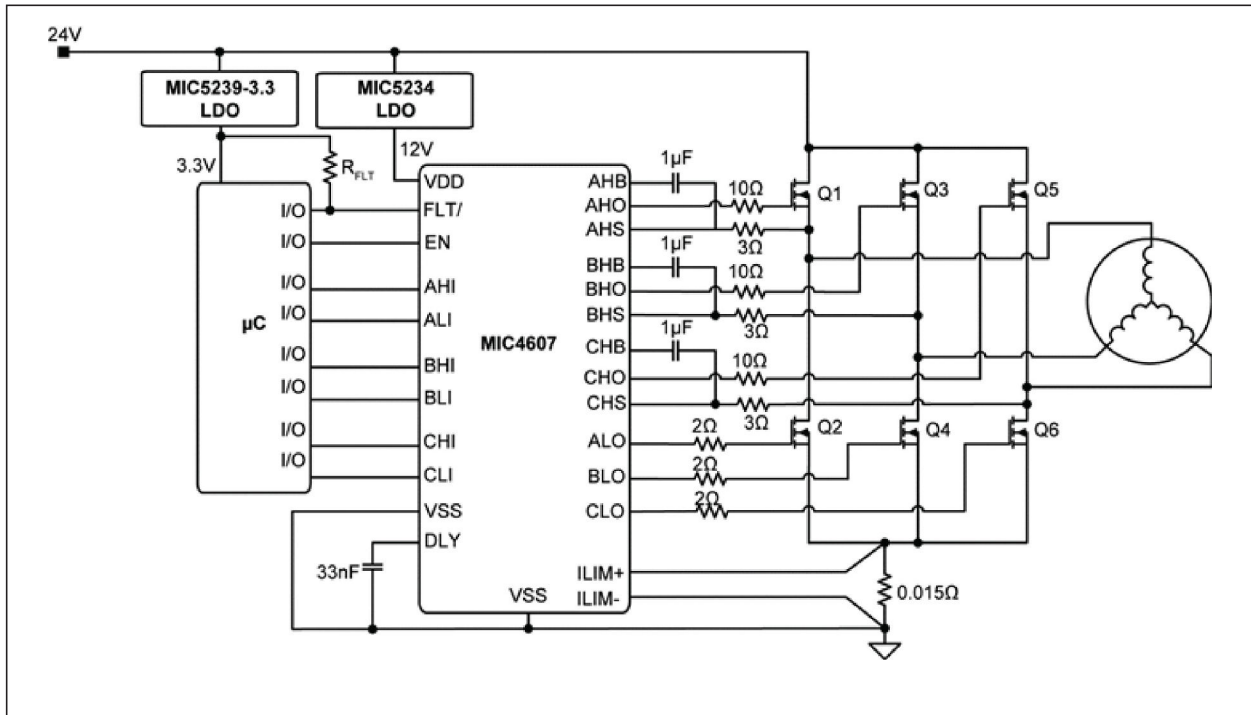 24V
MIC5239-3.3
LDO
MIC5234
LDO
3.3V
R_FLT
12V
µC
I/O
I/O
I/O
I/O
I/O
I/O
I/O
I/O
VDD
FLT/
EN
AHI
ALI
BHI
BLI
CHI
CLI
VSS
DLY
33nF
MIC4607
VSS
AHB
AHO
AHS
BHB
BHO
BHS
CHB
CHO
CHS
ALO
BLO
CLO
ILIM+
ILIM-
1µF
10Ω
3Ω
1µF
10Ω
3Ω
1µF
10Ω
3Ω
2Ω
2Ω
2Ω
Q1
Q3
Q5
Q2
Q4
Q6
0.015Ω